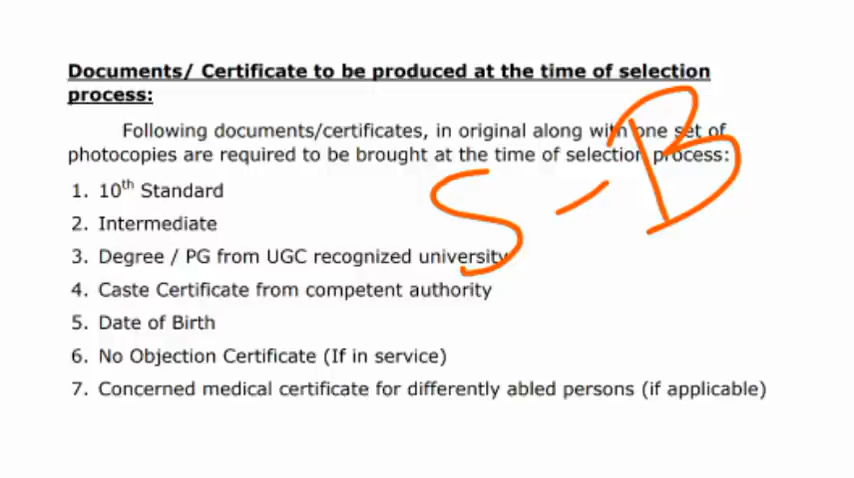 Documents/ Certificate to be produced at the time of selection
process:
Following documents/certificates, in original along with one set of
photocopies are required to be brought at the time of selection process:
1. 10th Standard
2. Intermediate
3. Degree / PG from UGC recognized university
4. Caste Certificate from competent authority
5. Date of Birth
6. No Objection Certificate (If in service)
7. Concerned medical certificate for differently abled persons (if applicable)
S-B